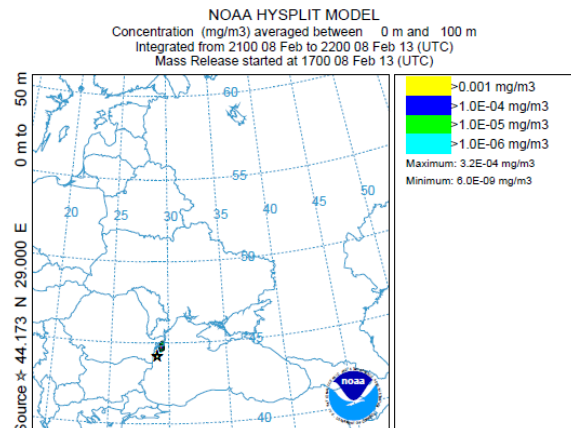 NOAA HYSPLIT MODEL
Concentration (mg/m3) averaged between 0 m and 100 m
Integrated from 2100 08 Feb to 2200 08 Feb 13 (UTC)
Mass Release started at 1700 08 Feb 13 (UTC)
Source ☆ 44.173 N 29.000 E 0 m to 50 m
60
55
50
20 25 30 35 40 45
50
45
40
noaa
>0.001 mg/m3
>1.0E-04 mg/m3
>1.0E-05 mg/m3
>1.0E-06 mg/m3
Maximum: 3.2E-04 mg/m3
Minimum: 6.0E-09 mg/m3